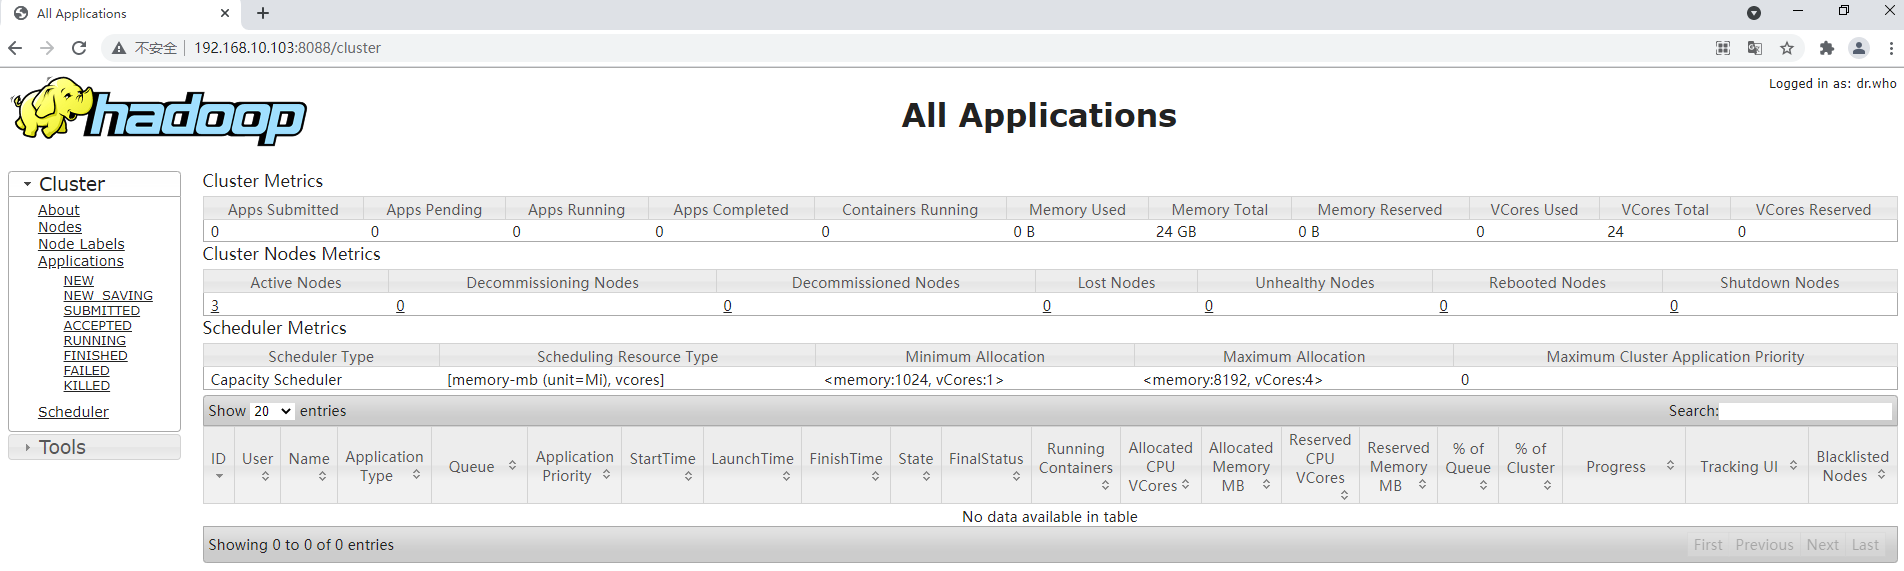 All Applications
不安全 192.168.10.103:8088/cluster
Logged in as: dr.who
hadoop
All Applications
Cluster
About
Nodes
Node Labels
Applications
NEW
NEW_SAVING
SUBMITTED
ACCEPTED
RUNNING
FINISHED
FAILED
KILLED
Scheduler
Tools
Cluster Metrics
Apps Submitted Apps Pending Apps Running Apps Completed Containers Running Memory Used Memory Total Memory Reserved VCores Used VCores Total VCores Reserved
0 0 0 0 0 0 B 24 GB 0 B 0 24 0
Cluster Nodes Metrics
Active Nodes Decommissioning Nodes Decommissioned Nodes Lost Nodes Unhealthy Nodes Rebooted Nodes Shutdown Nodes
3 0 0 0 0 0 0
Scheduler Metrics
Scheduler Type Scheduling Resource Type Minimum Allocation Maximum Allocation Maximum Cluster Application Priority
Capacity Scheduler [memory-mb (unit=Mi), vcores] <memory:1024, vCores:1> <memory:8192, vCores:4> 0
Show 20 entries Search:
ID User Name Application Type Queue Application Priority StartTime LaunchTime FinishTime State FinalStatus Running Containers Allocated CPU VCores Allocated Memory MB Reserved CPU VCores Reserved Memory MB % of Queue % of Cluster Progress Tracking UI Blacklisted Nodes
No data available in table
Showing 0 to 0 of 0 entries First Previous Next Last